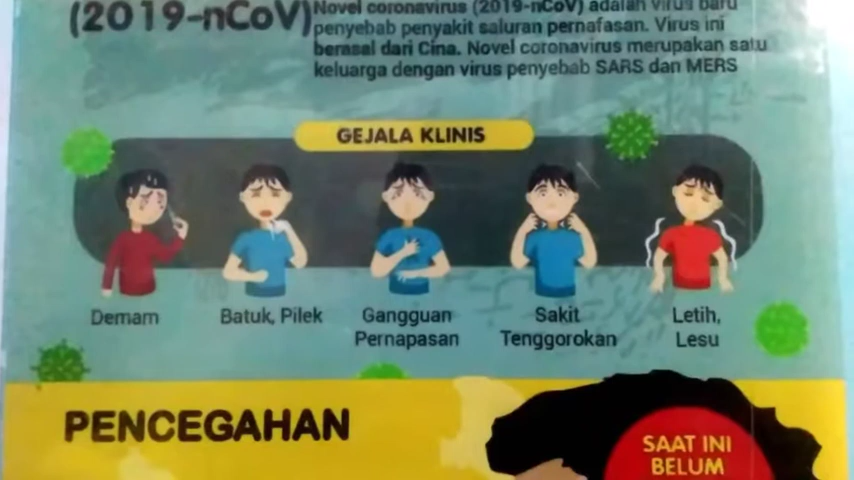 (2019-nCoV)
Novel coronavirus (2019-nCoV) adalah virus baru
penyebab penyakit saluran pernafasan. Virus ini
berasal dari Cina. Novel coronavirus merupakan satu
keluarga dengan virus penyebab SARS dan MERS
GEJALA KLINIS
Demam
Batuk, Pilek
Gangguan
Pernapasan
Sakit
Tenggorokan
Letih,
Lesu
PENCEGAHAN
SAAT INI
BELUM